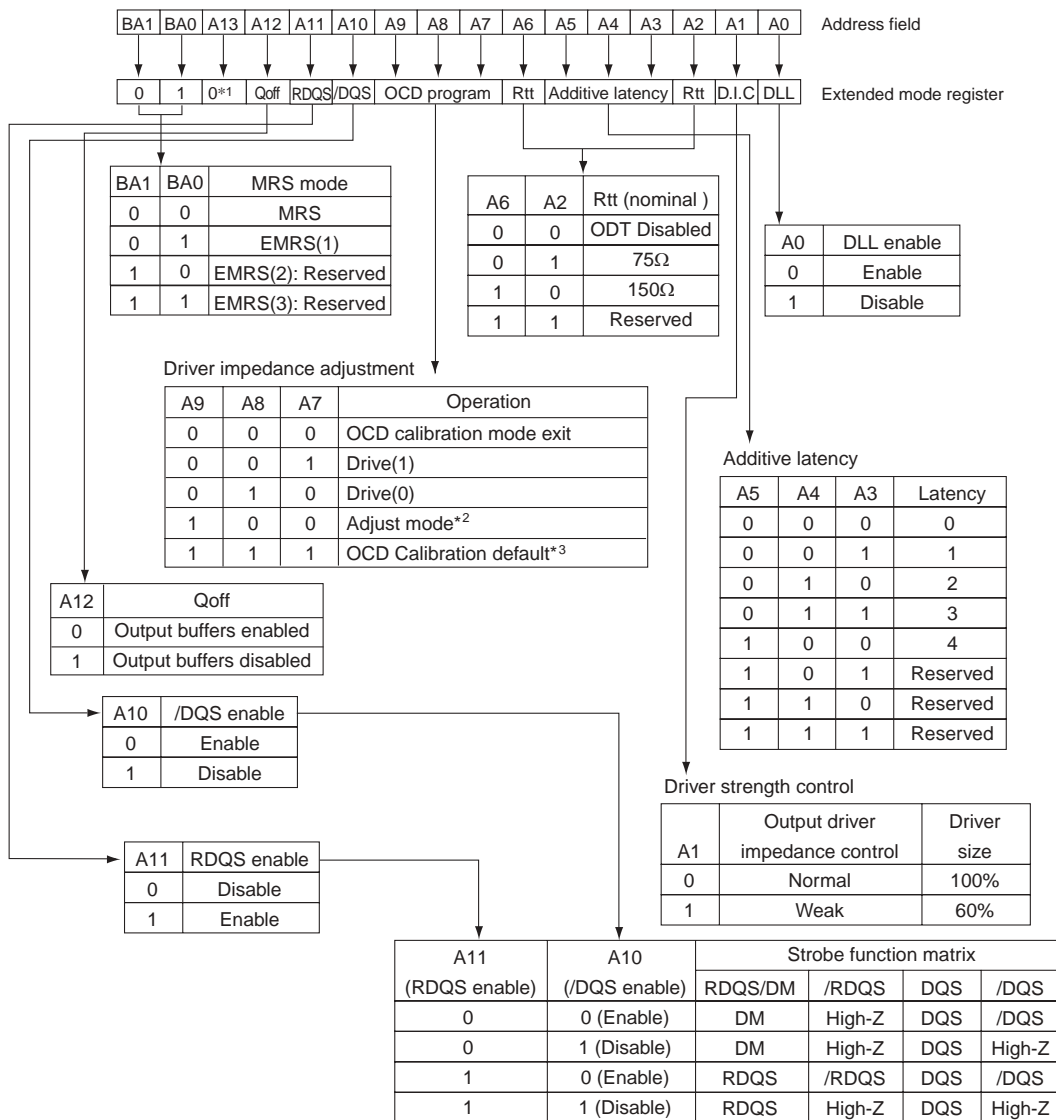 BA1 BA0 A13 A12 A11 A10 A9 A8 A7 A6 A5 A4 A3 A2 A1 A0 Address field
0 1 0*1 Qoff RDQS /DQS OCD program Rtt Additive latency Rtt D.I.C DLL Extended mode register
BA1 BA0 MRS mode
0 0 MRS
0 1 EMRS(1)
1 0 EMRS(2): Reserved
1 1 EMRS(3): Reserved
A6 A2 Rtt (nominal )
0 0 ODT Disabled
0 1 75Ω
1 0 150Ω
1 1 Reserved
A0 DLL enable
0 Enable
1 Disable
Driver impedance adjustment
A9 A8 A7 Operation
0 0 0 OCD calibration mode exit
0 0 1 Drive(1)
0 1 0 Drive(0)
1 0 0 Adjust mode*2
1 1 1 OCD Calibration default*3
Additive latency
A5 A4 A3 Latency
0 0 0 0
0 0 1 1
0 1 0 2
0 1 1 3
1 0 0 4
1 0 1 Reserved
1 1 0 Reserved
1 1 1 Reserved
A12 Qoff
0 Output buffers enabled
1 Output buffers disabled
A10 /DQS enable
0 Enable
1 Disable
Driver strength control
A1 Output driver impedance control Driver size
0 Normal 100%
1 Weak 60%
A11 RDQS enable
0 Disable
1 Enable
A11 A10 Strobe function matrix
(RDQS enable) (/DQS enable) RDQS/DM /RDQS DQS /DQS
0 0 (Enable) DM High-Z DQS /DQS
0 1 (Disable) DM High-Z DQS High-Z
1 0 (Enable) RDQS /RDQS DQS /DQS
1 1 (Disable) RDQS High-Z DQS High-Z